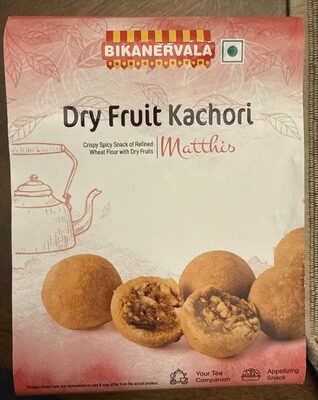 BIKANERVALA
Dry Fruit Kachori
Crispy Spicy Snack of Refined
Wheat Flour with Dry Fruits
Matthis
Your Tea
Companion
Appetizing
Snack